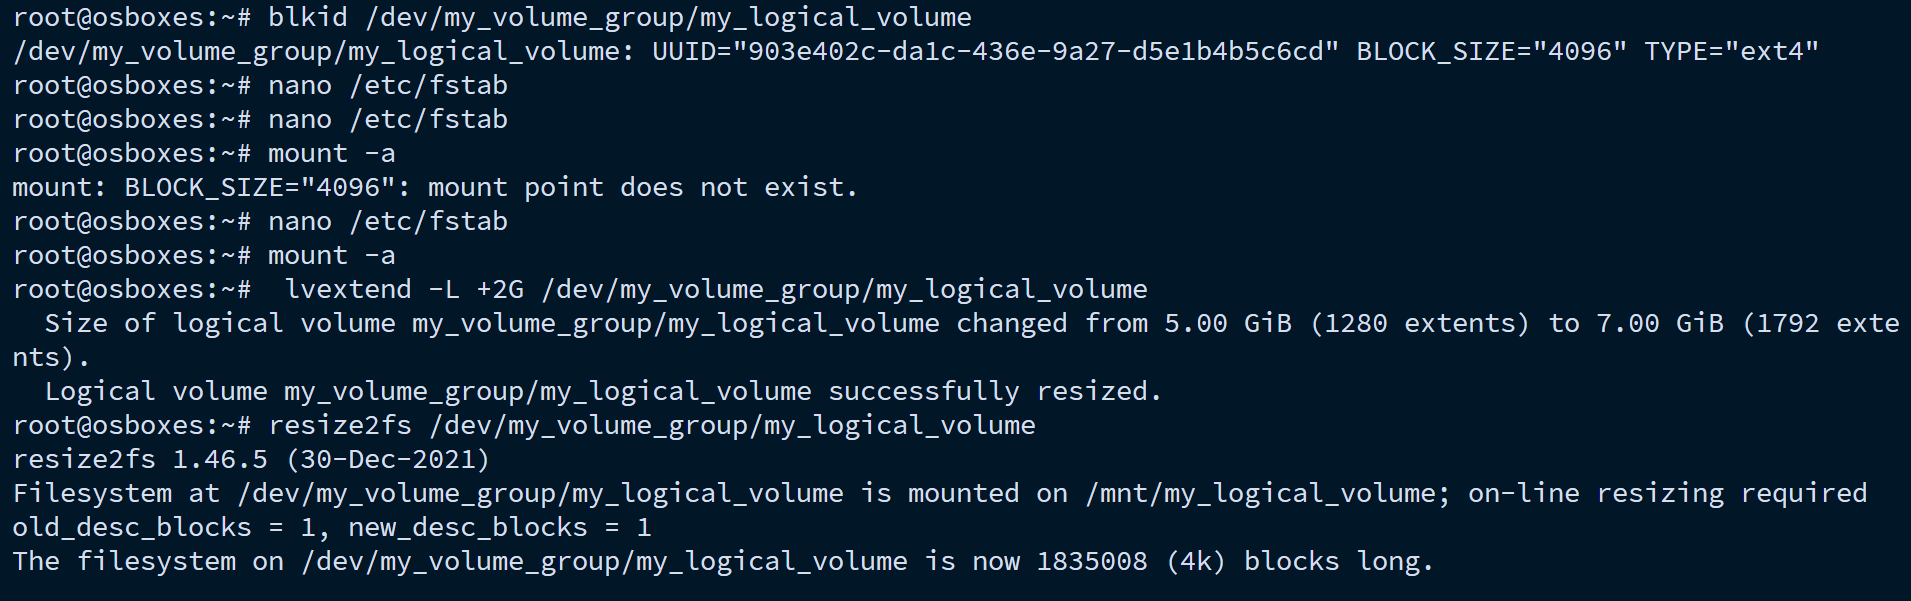 root@osboxes:~# blkid /dev/my_volume_group/my_logical_volume
/dev/my_volume_group/my_logical_volume: UUID="903e402c-da1c-436e-9a27-d5e1b4b5c6cd" BLOCK_SIZE="4096" TYPE="ext4"
root@osboxes:~# nano /etc/fstab
root@osboxes:~# nano /etc/fstab
root@osboxes:~# mount -a
mount: BLOCK_SIZE="4096": mount point does not exist.
root@osboxes:~# nano /etc/fstab
root@osboxes:~# mount -a
root@osboxes:~#  lvextend -L +2G /dev/my_volume_group/my_logical_volume
  Size of logical volume my_volume_group/my_logical_volume changed from 5.00 GiB (1280 extents) to 7.00 GiB (1792 exte
nts).
  Logical volume my_volume_group/my_logical_volume successfully resized.
root@osboxes:~# resize2fs /dev/my_volume_group/my_logical_volume
resize2fs 1.46.5 (30-Dec-2021)
Filesystem at /dev/my_volume_group/my_logical_volume is mounted on /mnt/my_logical_volume; on-line resizing required
old_desc_blocks = 1, new_desc_blocks = 1
The filesystem on /dev/my_volume_group/my_logical_volume is now 1835008 (4k) blocks long.